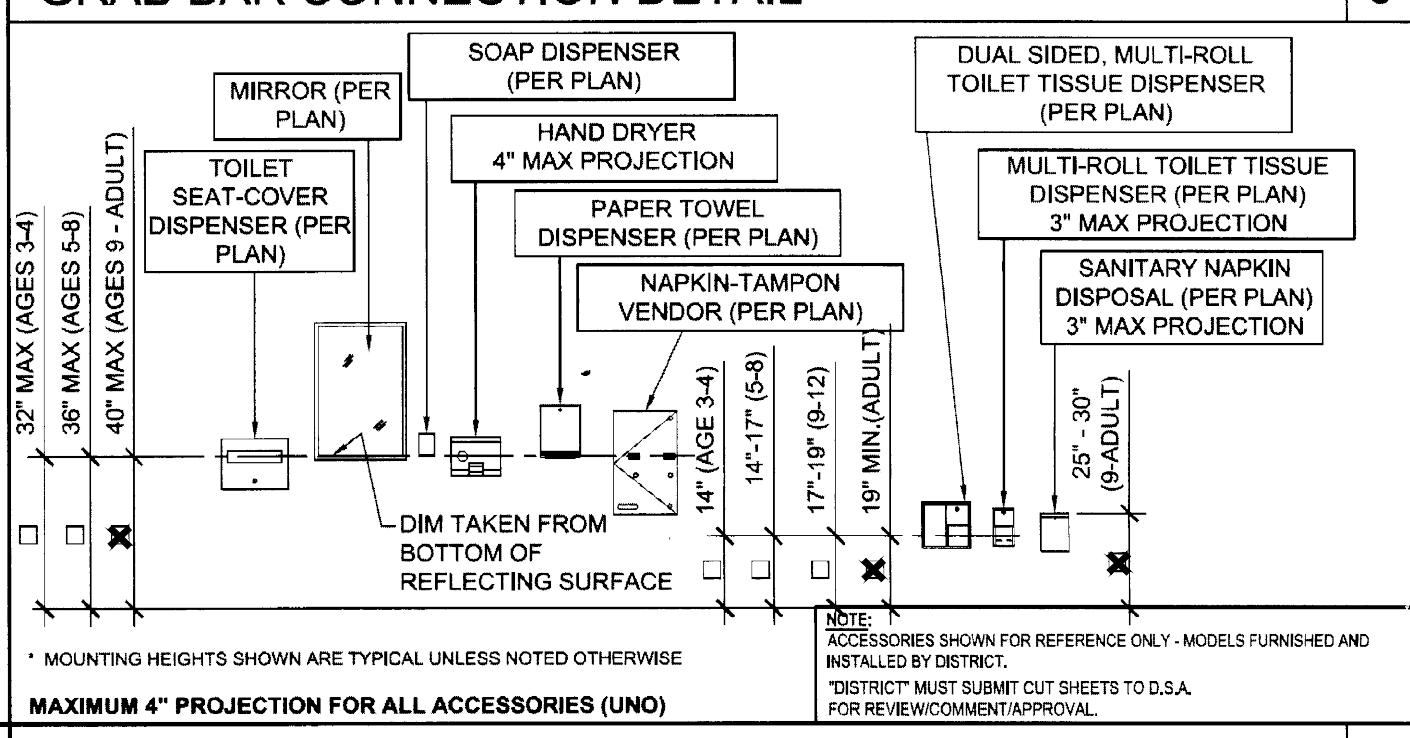 GRAB BAR CONNECTION DETAIL
SOAP DISPENSER
(PER PLAN)
DUAL SIDED, MULTI-ROLL
TOILET TISSUE DISPENSER
(PER PLAN)
MIRROR (PER
PLAN)
HAND DRYER
4" MAX PROJECTION
TOILET
SEAT-COVER
DISPENSER (PER
PLAN)
MULTI-ROLL TOILET TISSUE
DISPENSER (PER PLAN)
3" MAX PROJECTION
PAPER TOWEL
DISPENSER (PER PLAN)
NAPKIN-TAMPON
VENDOR (PER PLAN)
SANITARY NAPKIN
DISPOSAL (PER PLAN)
3" MAX PROJECTION
32" MAX (AGES 3-4)
36" MAX (AGES 5-8)
40" MAX (AGES 9 - ADULT)
14" (AGE 3-4)
14"-17" (5-8)
17"-19" (9-12)
19" MIN.(ADULT)
25" - 30"
(9-ADULT)
DIM TAKEN FROM
BOTTOM OF
REFLECTING SURFACE
* MOUNTING HEIGHTS SHOWN ARE TYPICAL UNLESS NOTED OTHERWISE
MAXIMUM 4" PROJECTION FOR ALL ACCESSORIES (UNO)
NOTE:
ACCESSORIES SHOWN FOR REFERENCE ONLY - MODELS FURNISHED AND
INSTALLED BY DISTRICT.
"DISTRICT" MUST SUBMIT CUT SHEETS TO D.S.A.
FOR REVIEW/COMMENT/APPROVAL.